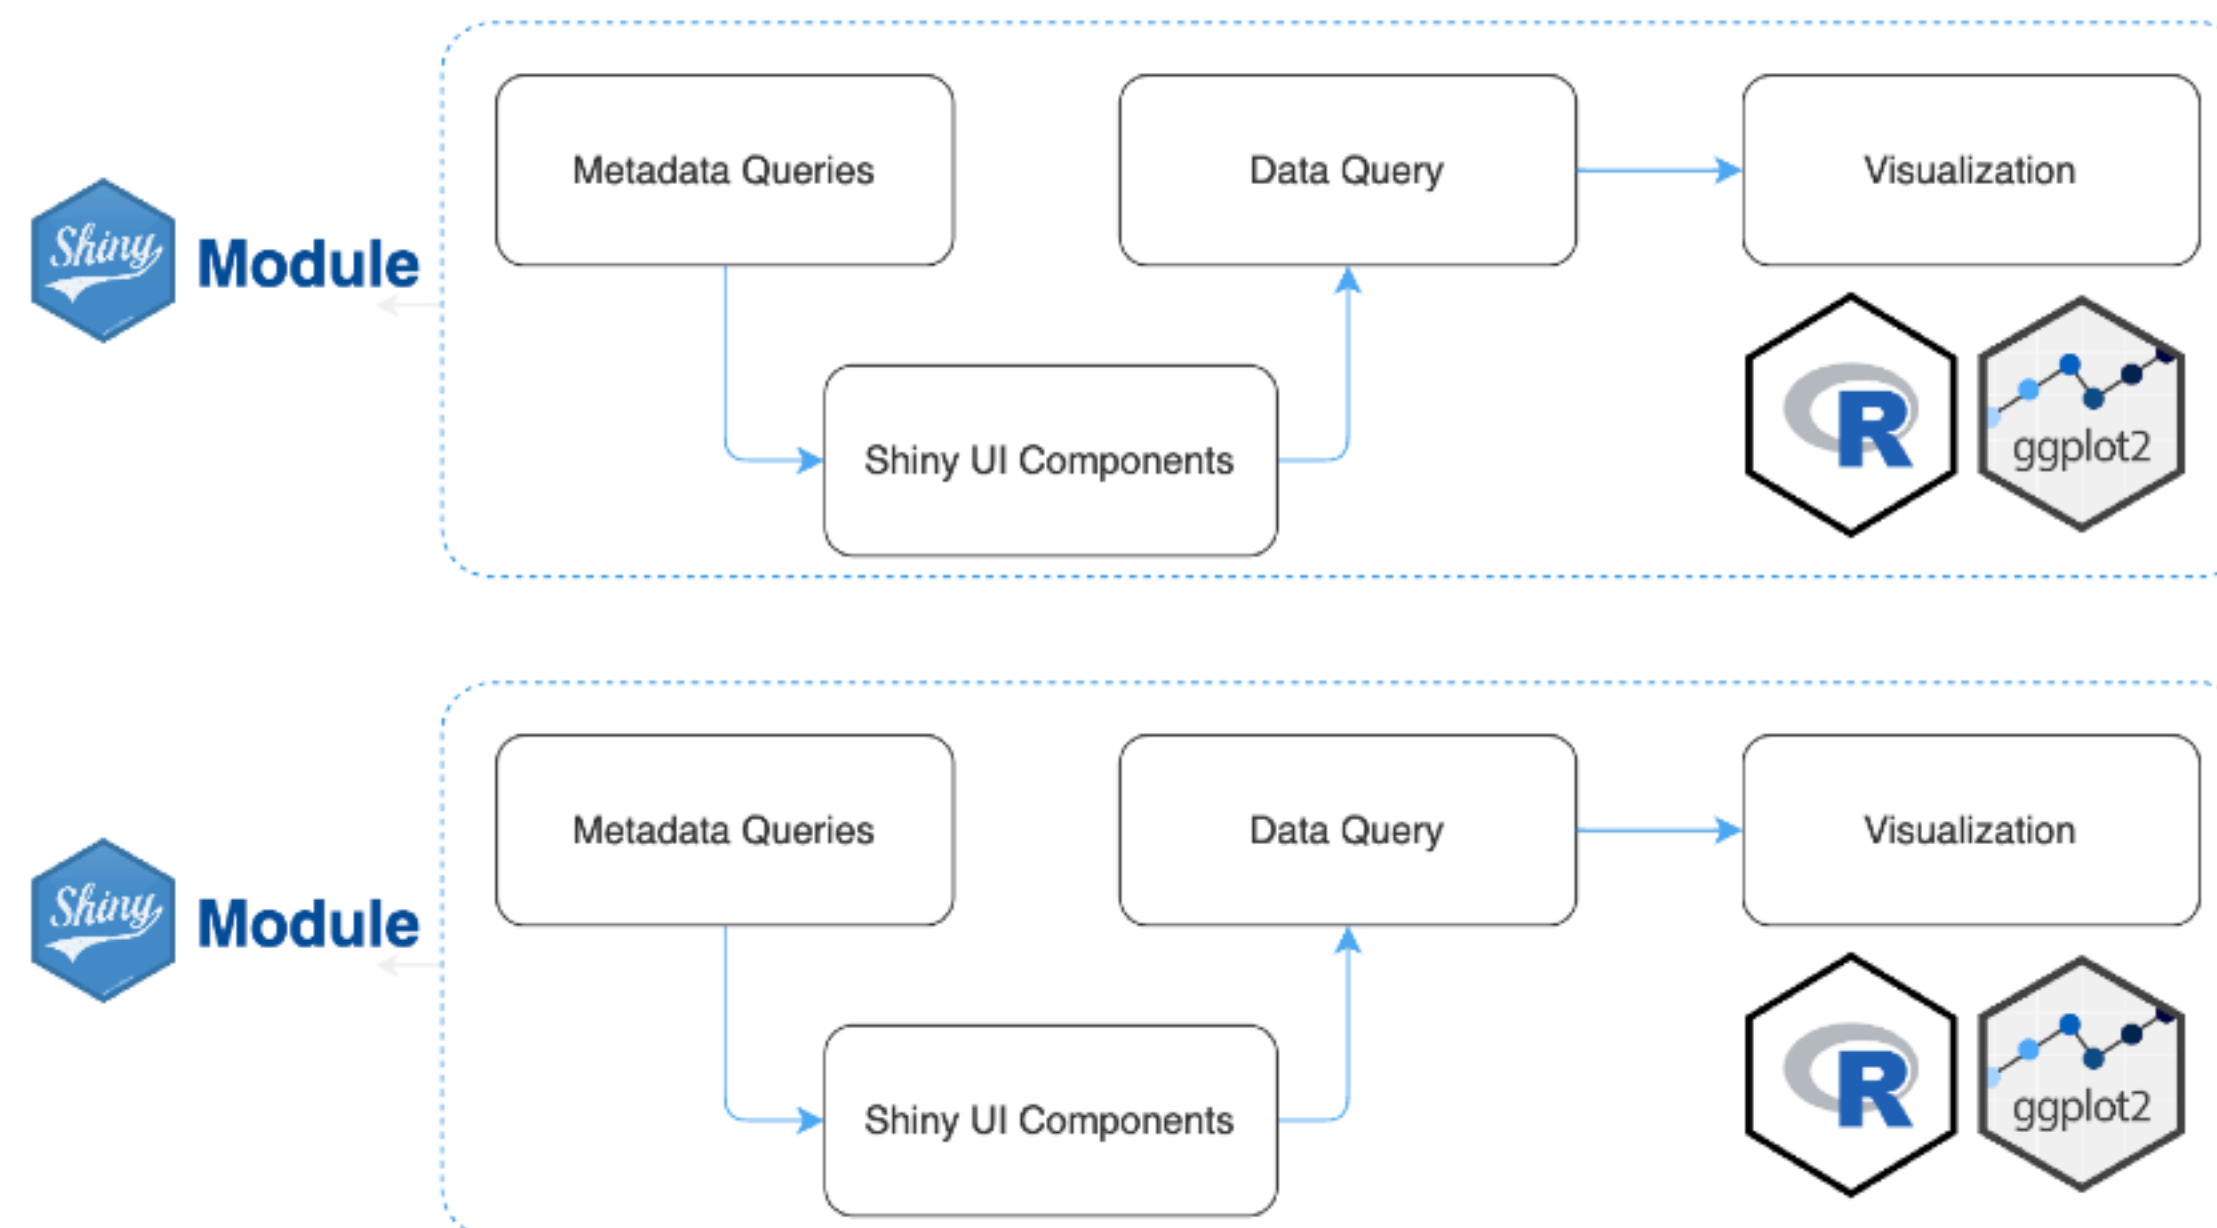 Metadata Queries
Data Query
Visualization
Shiny
Module
Shiny UI Components
R
ggplot2
Metadata Queries
Data Query
Visualization
Shiny
Module
Shiny UI Components
R
ggplot2